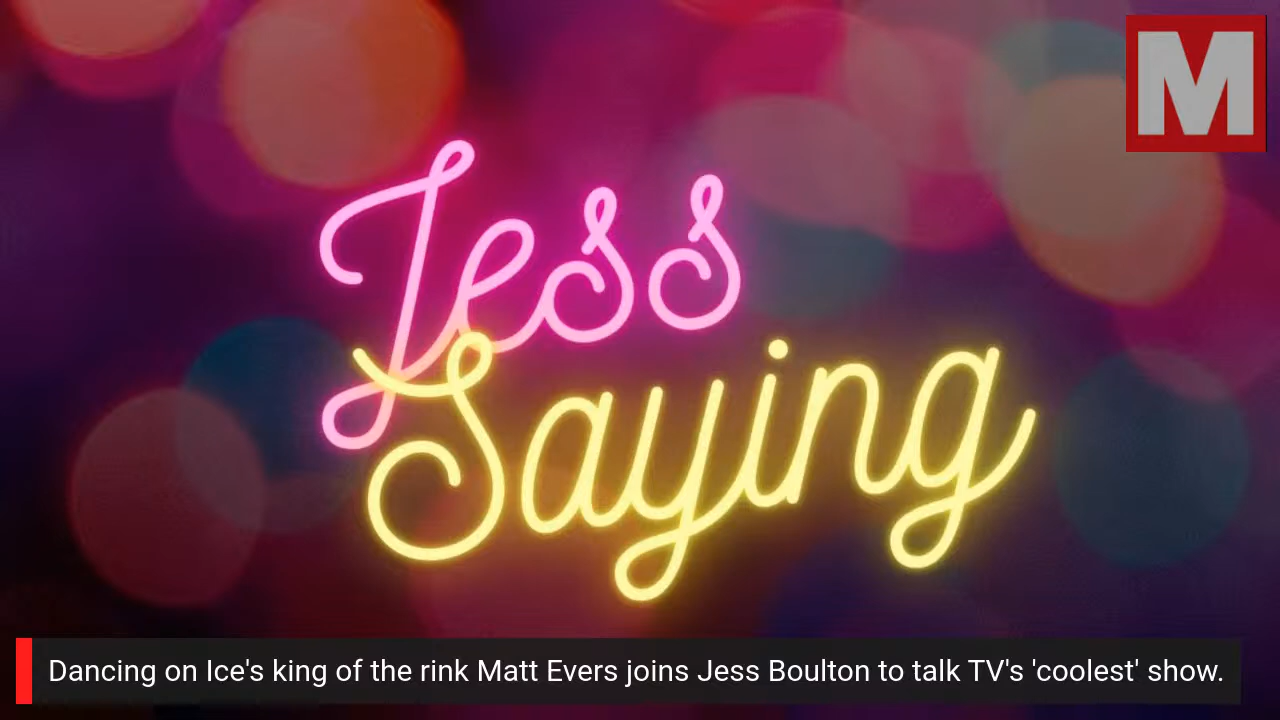 M
Jess
Saying
Dancing on Ice's king of the rink Matt Evers joins Jess Boulton to talk TV's 'coolest' show.